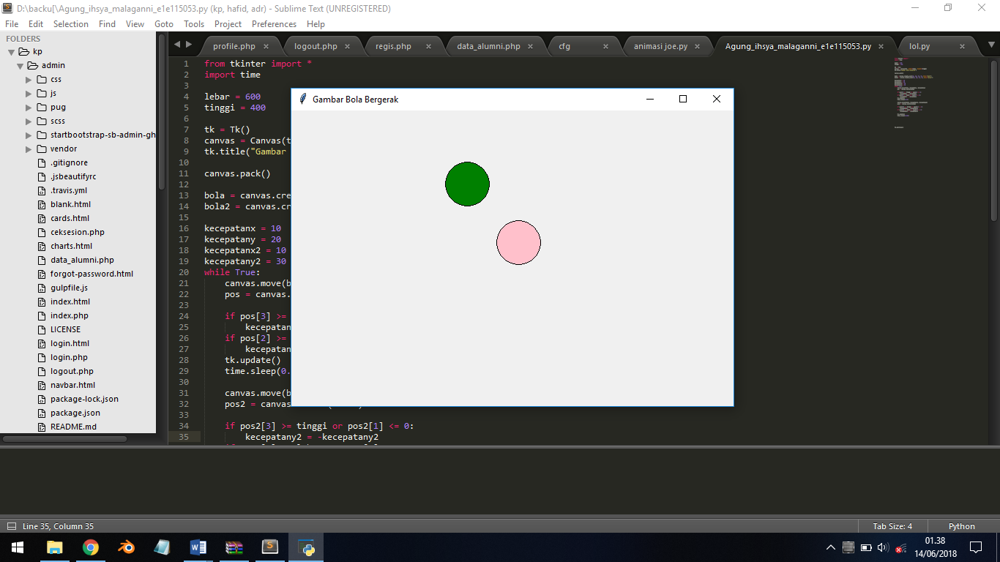 D:\backu[\Agung_ihsya_malaganni_e1e115053.py (kp, hafid, adr) - Sublime Text (UNREGISTERED)
File Edit Selection Find View Goto Tools Project Preferences Help
FOLDERS
kp
admin
css
js
pug
scss
startbootstrap-sb-admin-gh
vendor
.gitignore
.jsbeautifyrc
.travis.yml
blank.html
cards.html
ceksesion.php
charts.html
data_alumni.php
forgot-password.html
gulpfile.js
index.html
index.php
LICENSE
login.html
login.php
logout.php
navbar.html
package-lock.json
package.json
README.md
profile.php logout.php regis.php data_alumni.php cfg animasi joe.py Agung_ihsya_malaganni_e1e115053.py lol.py
1 from tkinter import *
2 import time
3
4 lebar = 600
5 tinggi = 400
6
7 tk = Tk()
8 canvas = Canvas(t
9 tk.title("Gambar
10
11 canvas.pack()
12
13 bola = canvas.cre
14 bola2 = canvas.cr
15
16 kecepatanx = 10
17 kecepatany = 20
18 kecepatanx2 = 10
19 kecepatany2 = 30
20 while True:
21 canvas.move(b
22 pos = canvas.
23
24 if pos[3] >=
25 kecepatan
26 if pos[2] >=
27 kecepatan
28 tk.update()
29 time.sleep(0.
30
31 canvas.move(b
32 pos2 = canvas
33
34 if pos2[3] >= tinggi or pos2[1] <= 0:
35 kecepatany2 = -kecepatany2
Gambar Bola Bergerak
Line 35, Column 35
Tab Size: 4
Python
01.38
14/06/2018